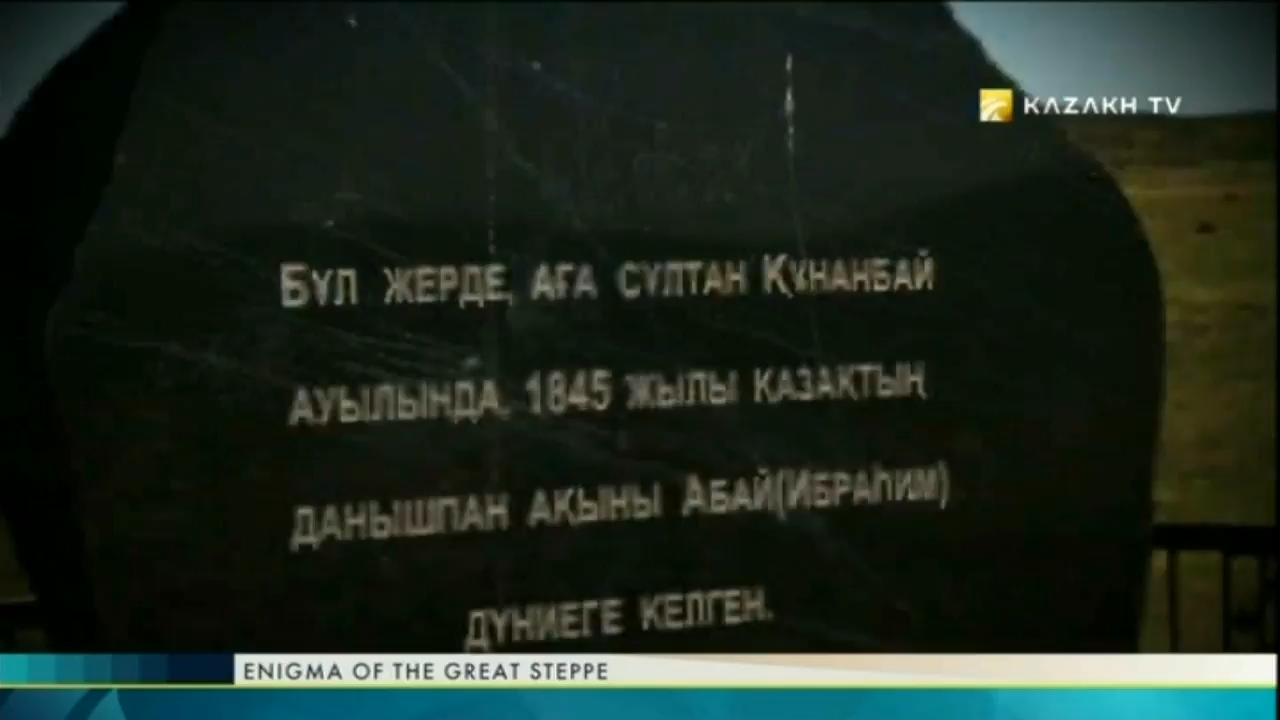 KAZAKH TV
БҰЛ ЖЕРДЕ, АҒА СҰЛТАН ҚҰНАНБАЙ
АУЫЛЫНДА, 1845 ЖЫЛЫ ҚАЗАҚТЫҢ
ДАНЫШПАН АҚЫНЫ АБАЙ(ИБРАҺИМ)
ДҮНИЕГЕ КЕЛГЕН.
ENIGMA OF THE GREAT STEPPE